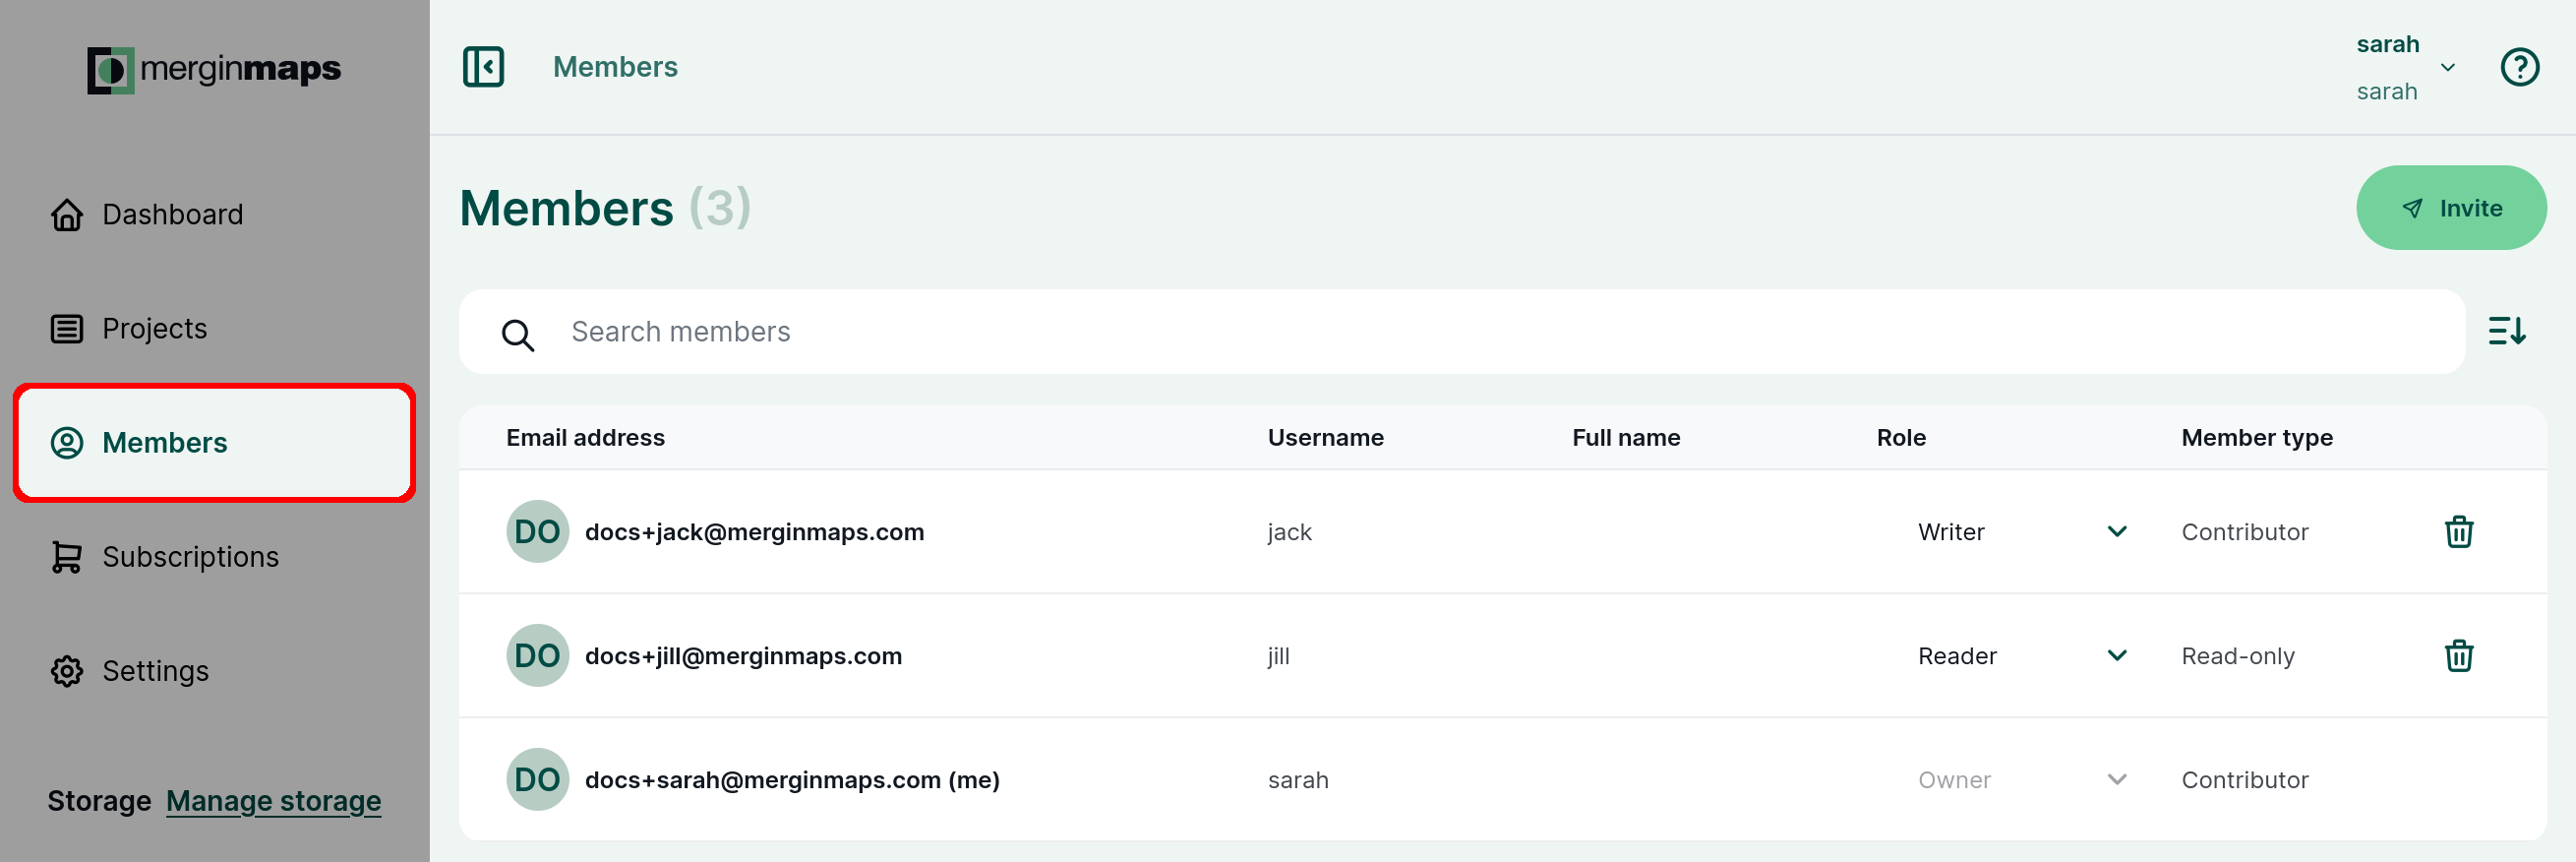 merginmaps
Dashboard
Projects
Members
Subscriptions
Settings
Storage Manage storage
Members
sarah
sarah
Members (3)
Invite
Search members
Email address Username Full name Role Member type
DO docs+jack@merginmaps.com jack Writer Contributor
DO docs+jill@merginmaps.com jill Reader Read-only
DO docs+sarah@merginmaps.com (me) sarah Owner Contributor